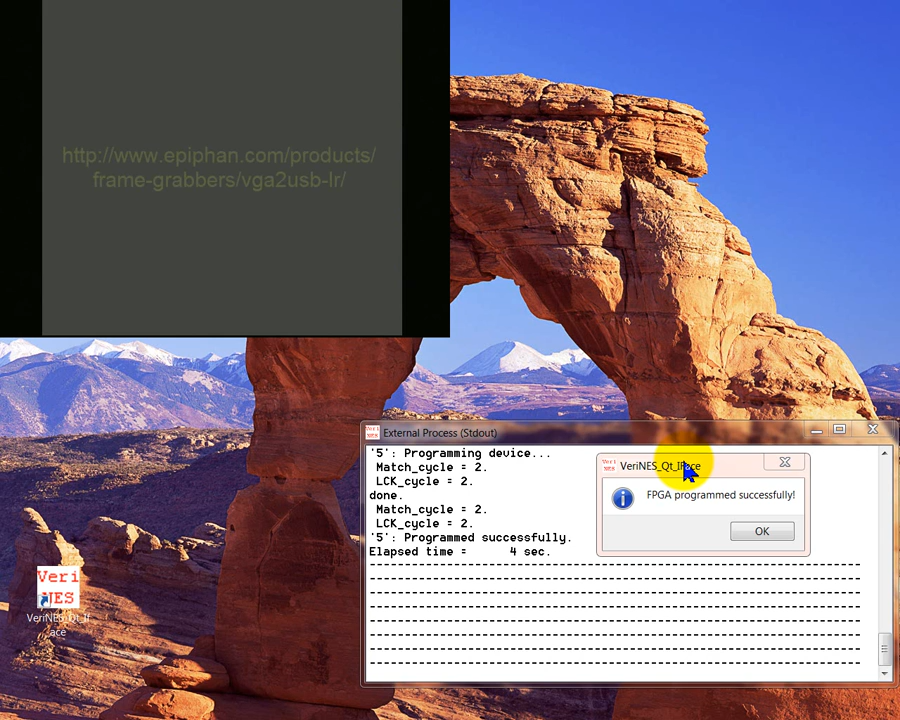 http://www.epiphan.com/products/
frame-grabbers/vga2usb-lr/
External Process (Stdout)
'5': Programming device...
Match_cycle = 2.
LCK_cycle = 2.
done.
Match_cycle = 2.
LCK_cycle = 2.
'5': Programmed successfully.
Elapsed time = 4 sec.
--------------------------------------------------------------
--------------------------------------------------------------
--------------------------------------------------------------
--------------------------------------------------------------
--------------------------------------------------------------
--------------------------------------------------------------
--------------------------------------------------------------
--------------------------------------------------------------
VeriNES_Qt_IFace
FPGA programmed successfully!
OK
Veri
NES
VeriNES_Qt_IF
ace